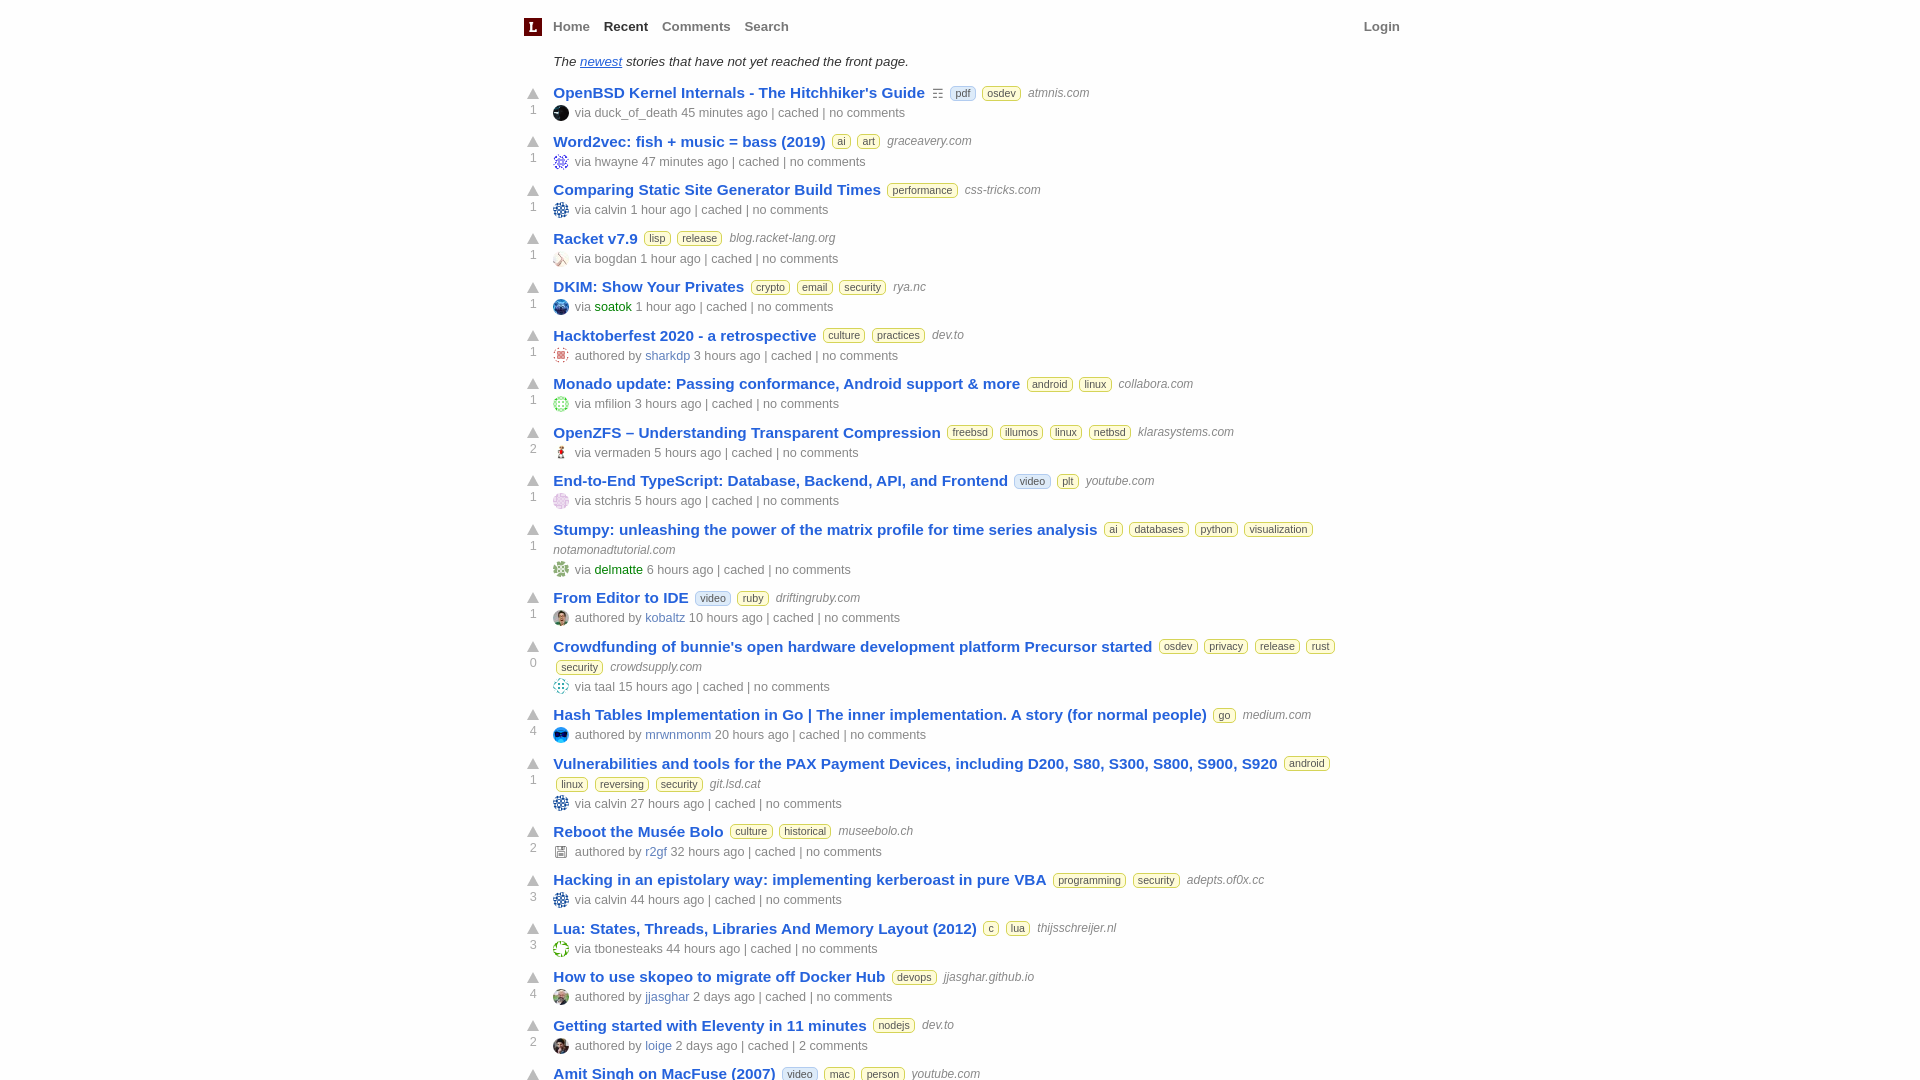 L Home Recent Comments Search Login
The newest stories that have not yet reached the front page.
OpenBSD Kernel Internals - The Hitchhiker's Guide ☶ pdf osdev atmnis.com
1 via duck_of_death 45 minutes ago | cached | no comments
Word2vec: fish + music = bass (2019) ai art graceavery.com
1 via hwayne 47 minutes ago | cached | no comments
Comparing Static Site Generator Build Times performance css-tricks.com
1 via calvin 1 hour ago | cached | no comments
Racket v7.9 lisp release blog.racket-lang.org
1 via bogdan 1 hour ago | cached | no comments
DKIM: Show Your Privates crypto email security rya.nc
1 via soatok 1 hour ago | cached | no comments
Hacktoberfest 2020 - a retrospective culture practices dev.to
1 authored by sharkdp 3 hours ago | cached | no comments
Monado update: Passing conformance, Android support & more android linux collabora.com
1 via mfilion 3 hours ago | cached | no comments
OpenZFS – Understanding Transparent Compression freebsd illumos linux netbsd klarasystems.com
2 via vermaden 5 hours ago | cached | no comments
End-to-End TypeScript: Database, Backend, API, and Frontend video plt youtube.com
1 via stchris 5 hours ago | cached | no comments
Stumpy: unleashing the power of the matrix profile for time series analysis ai databases python visualization
1 notamonadtutorial.com
via delmatte 6 hours ago | cached | no comments
From Editor to IDE video ruby driftingruby.com
1 authored by kobaltz 10 hours ago | cached | no comments
Crowdfunding of bunnie's open hardware development platform Precursor started osdev privacy release rust
0 security crowdsupply.com
via taal 15 hours ago | cached | no comments
Hash Tables Implementation in Go | The inner implementation. A story (for normal people) go medium.com
4 authored by mrwnmonm 20 hours ago | cached | no comments
Vulnerabilities and tools for the PAX Payment Devices, including D200, S80, S300, S800, S900, S920 android
1 linux reversing security git.lsd.cat
via calvin 27 hours ago | cached | no comments
Reboot the Musée Bolo culture historical museebolo.ch
2 authored by r2gf 32 hours ago | cached | no comments
Hacking in an epistolary way: implementing kerberoast in pure VBA programming security adepts.of0x.cc
3 via calvin 44 hours ago | cached | no comments
Lua: States, Threads, Libraries And Memory Layout (2012) c lua thijsschreijer.nl
3 via tbonesteaks 44 hours ago | cached | no comments
How to use skopeo to migrate off Docker Hub devops jjasghar.github.io
4 authored by jjasghar 2 days ago | cached | no comments
Getting started with Eleventy in 11 minutes nodejs dev.to
2 authored by loige 2 days ago | cached | 2 comments
Amit Singh on MacFuse (2007) video mac person youtube.com